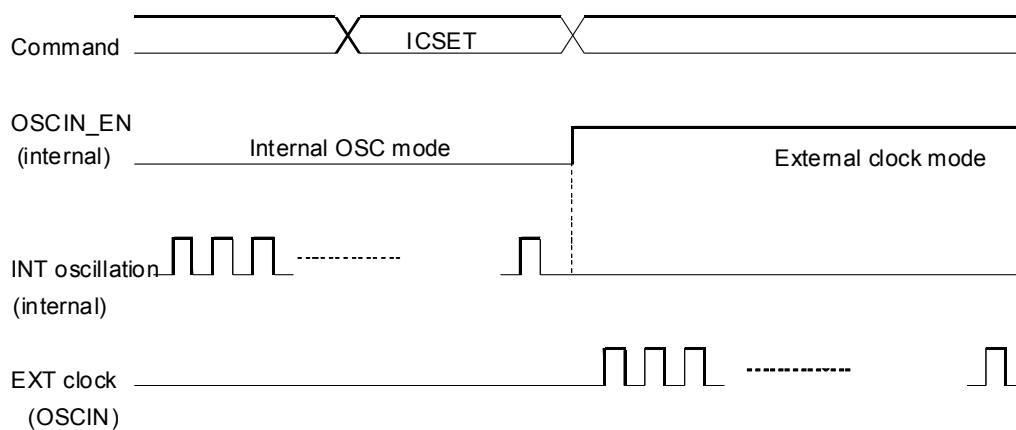 Command
ICSET
OSCIN_EN
(internal)
Internal OSC mode
External clock mode
INT oscillation
(internal)
EXT clock
(OSCIN)